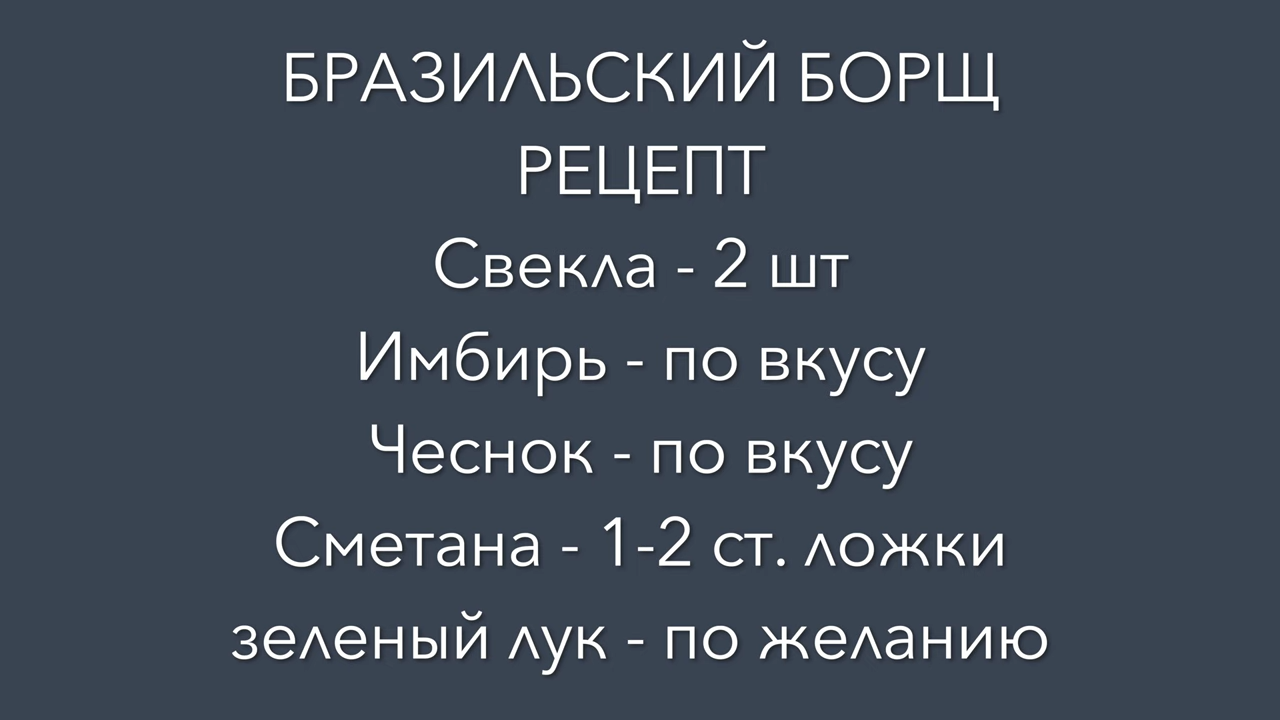 БРАЗИЛЬСКИЙ БОРЩ
РЕЦЕПТ
Свекла - 2 шт
Имбирь - по вкусу
Чеснок - по вкусу
Сметана - 1-2 ст. ложки
зеленый лук - по желанию